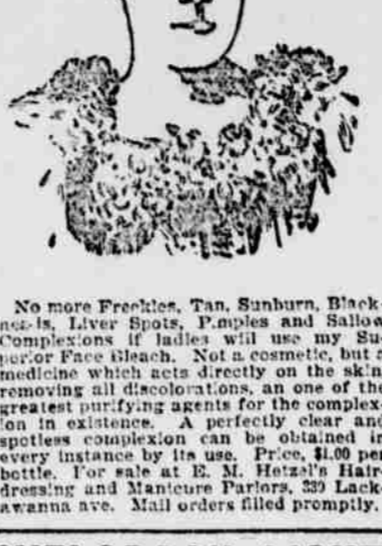 No more Freckles, Tan, Sunburn, Black-
heads, Liver Spots, Pimples and Sallow
Complexions if ladies will use my Su-
perior Face Bleach. Not a cosmetic, but a
medicine which acts directly on the skin
removing all discolorations, an one of the
greatest purifying agents for the complex-
ion in existence. A perfectly clear and
spotless complexion can be obtained in
every instance by its use. Price, $1.00 per
bottle. For sale at E. M. Hetzel's Hair-
dressing and Manicure Parlors, 330 Lack-
awanna ave. Mail orders filled promptly.